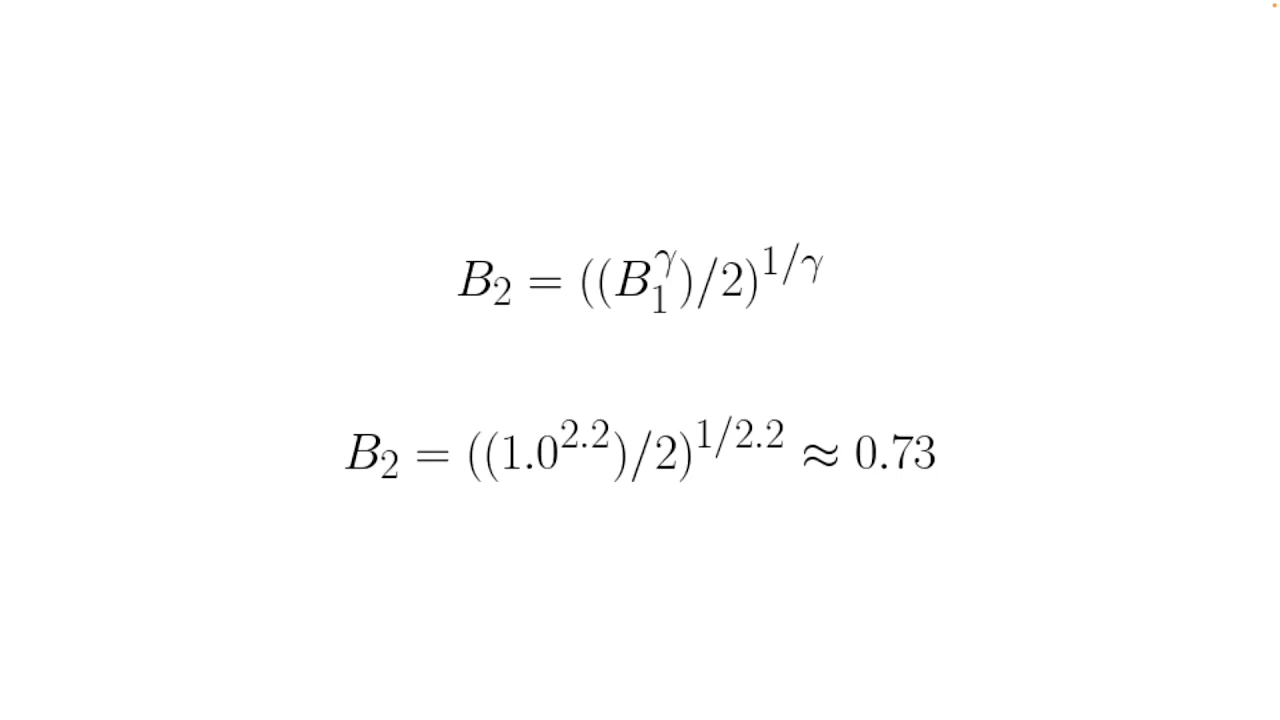 B₂ = ((B₁^γ)/2)^{1/γ}
B₂ = ((1.0^{2.2})/2)^{1/2.2} ≈ 0.73